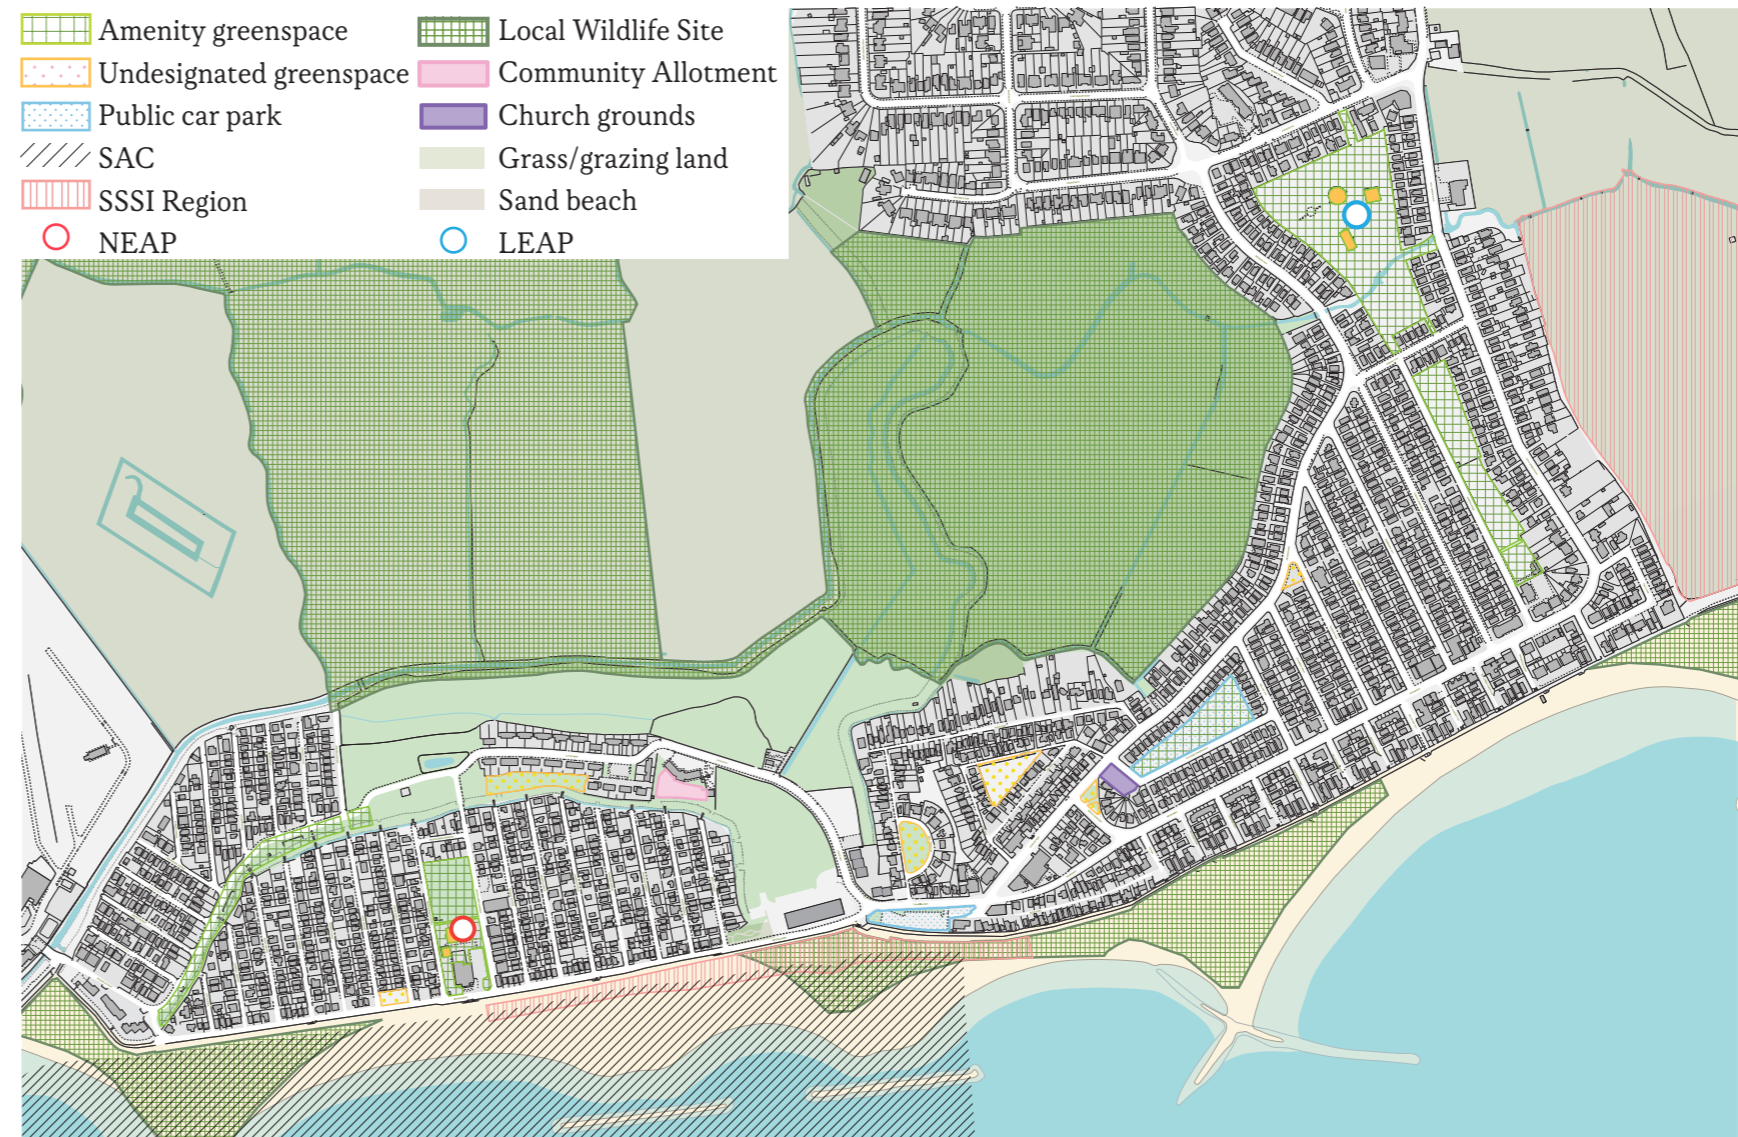 Amenity greenspace
Undesignated greenspace
Public car park
SAC
SSSI Region
NEAP
Local Wildlife Site
Community Allotment
Church grounds
Grass/grazing land
Sand beach
LEAP